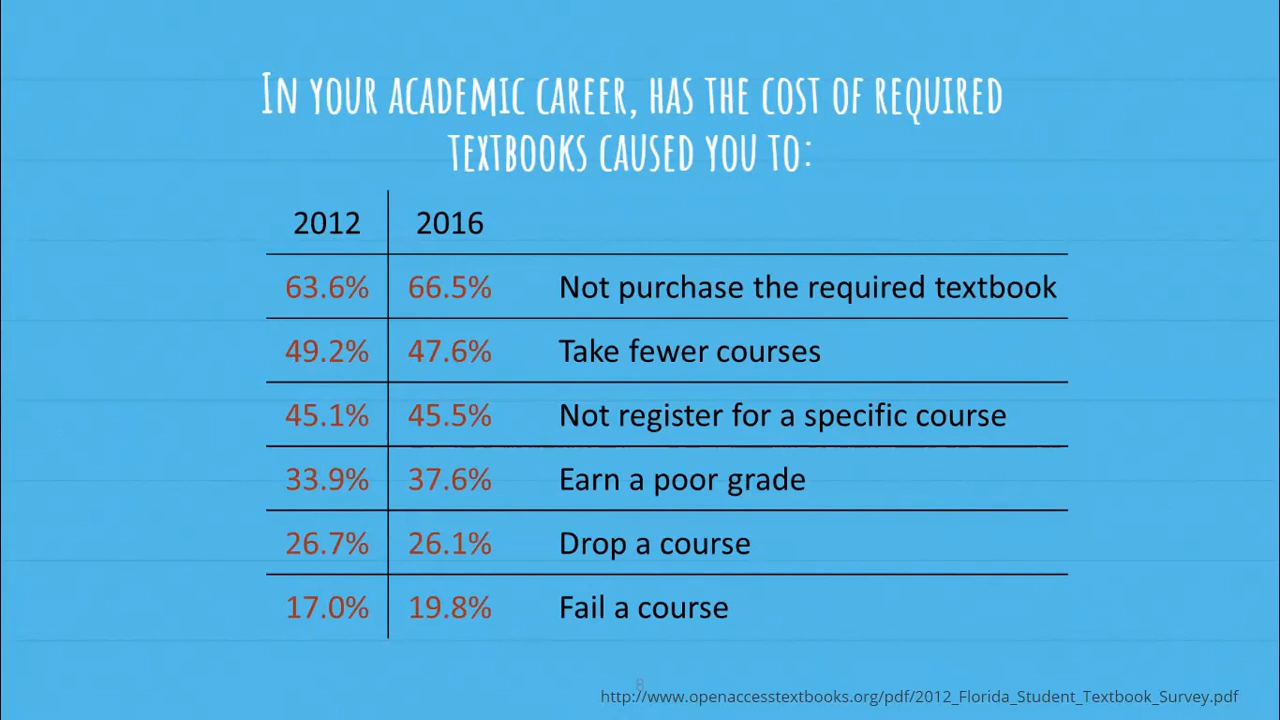 In your academic career, has the cost of required
textbooks caused you to:
2012 2016
63.6% 66.5% Not purchase the required textbook
49.2% 47.6% Take fewer courses
45.1% 45.5% Not register for a specific course
33.9% 37.6% Earn a poor grade
26.7% 26.1% Drop a course
17.0% 19.8% Fail a course
8
http://www.openaccesstextbooks.org/pdf/2012_Florida_Student_Textbook_Survey.pdf